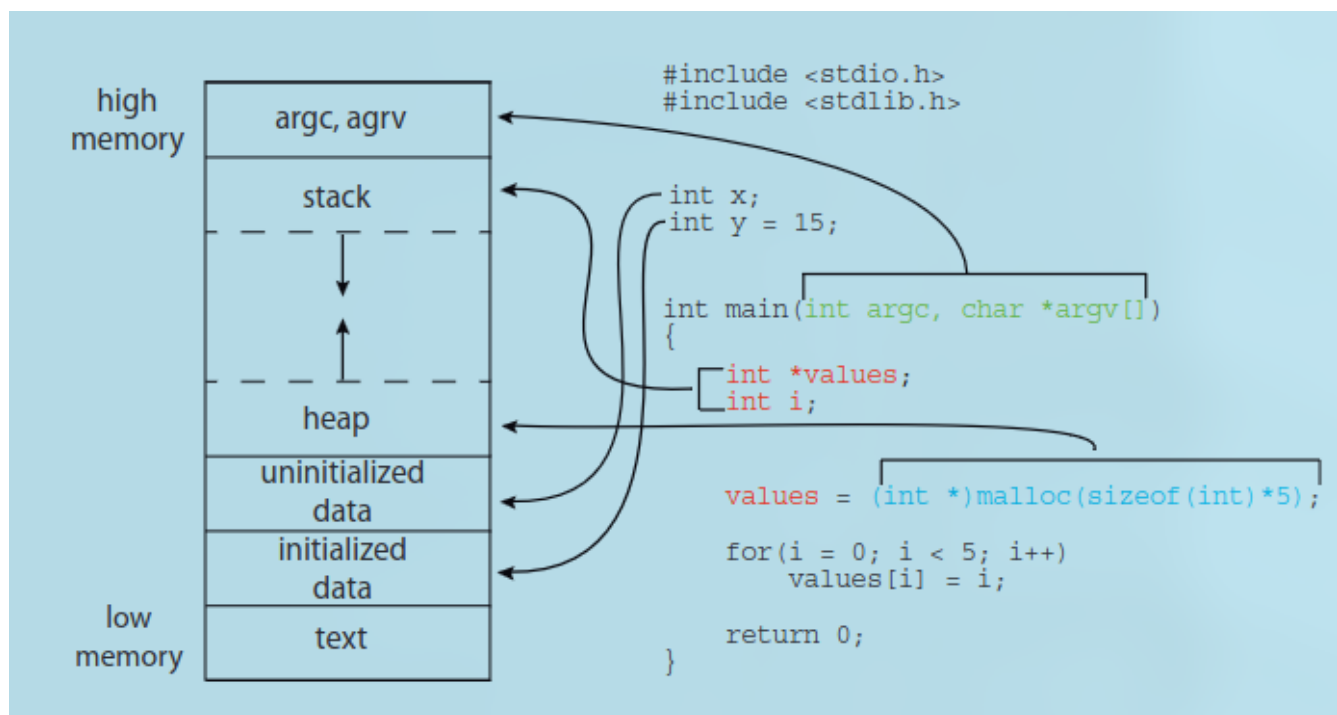 high
memory
argc, agrv
stack
heap
uninitialized
data
initialized
data
low
memory
text
#include <stdio.h>
#include <stdlib.h>
int x;
int y = 15;
int main(int argc, char *argv[])
{
int *values;
int i;
values = (int *)malloc(sizeof(int)*5);
for(i = 0; i < 5; i++)
values[i] = i;
return 0;
}